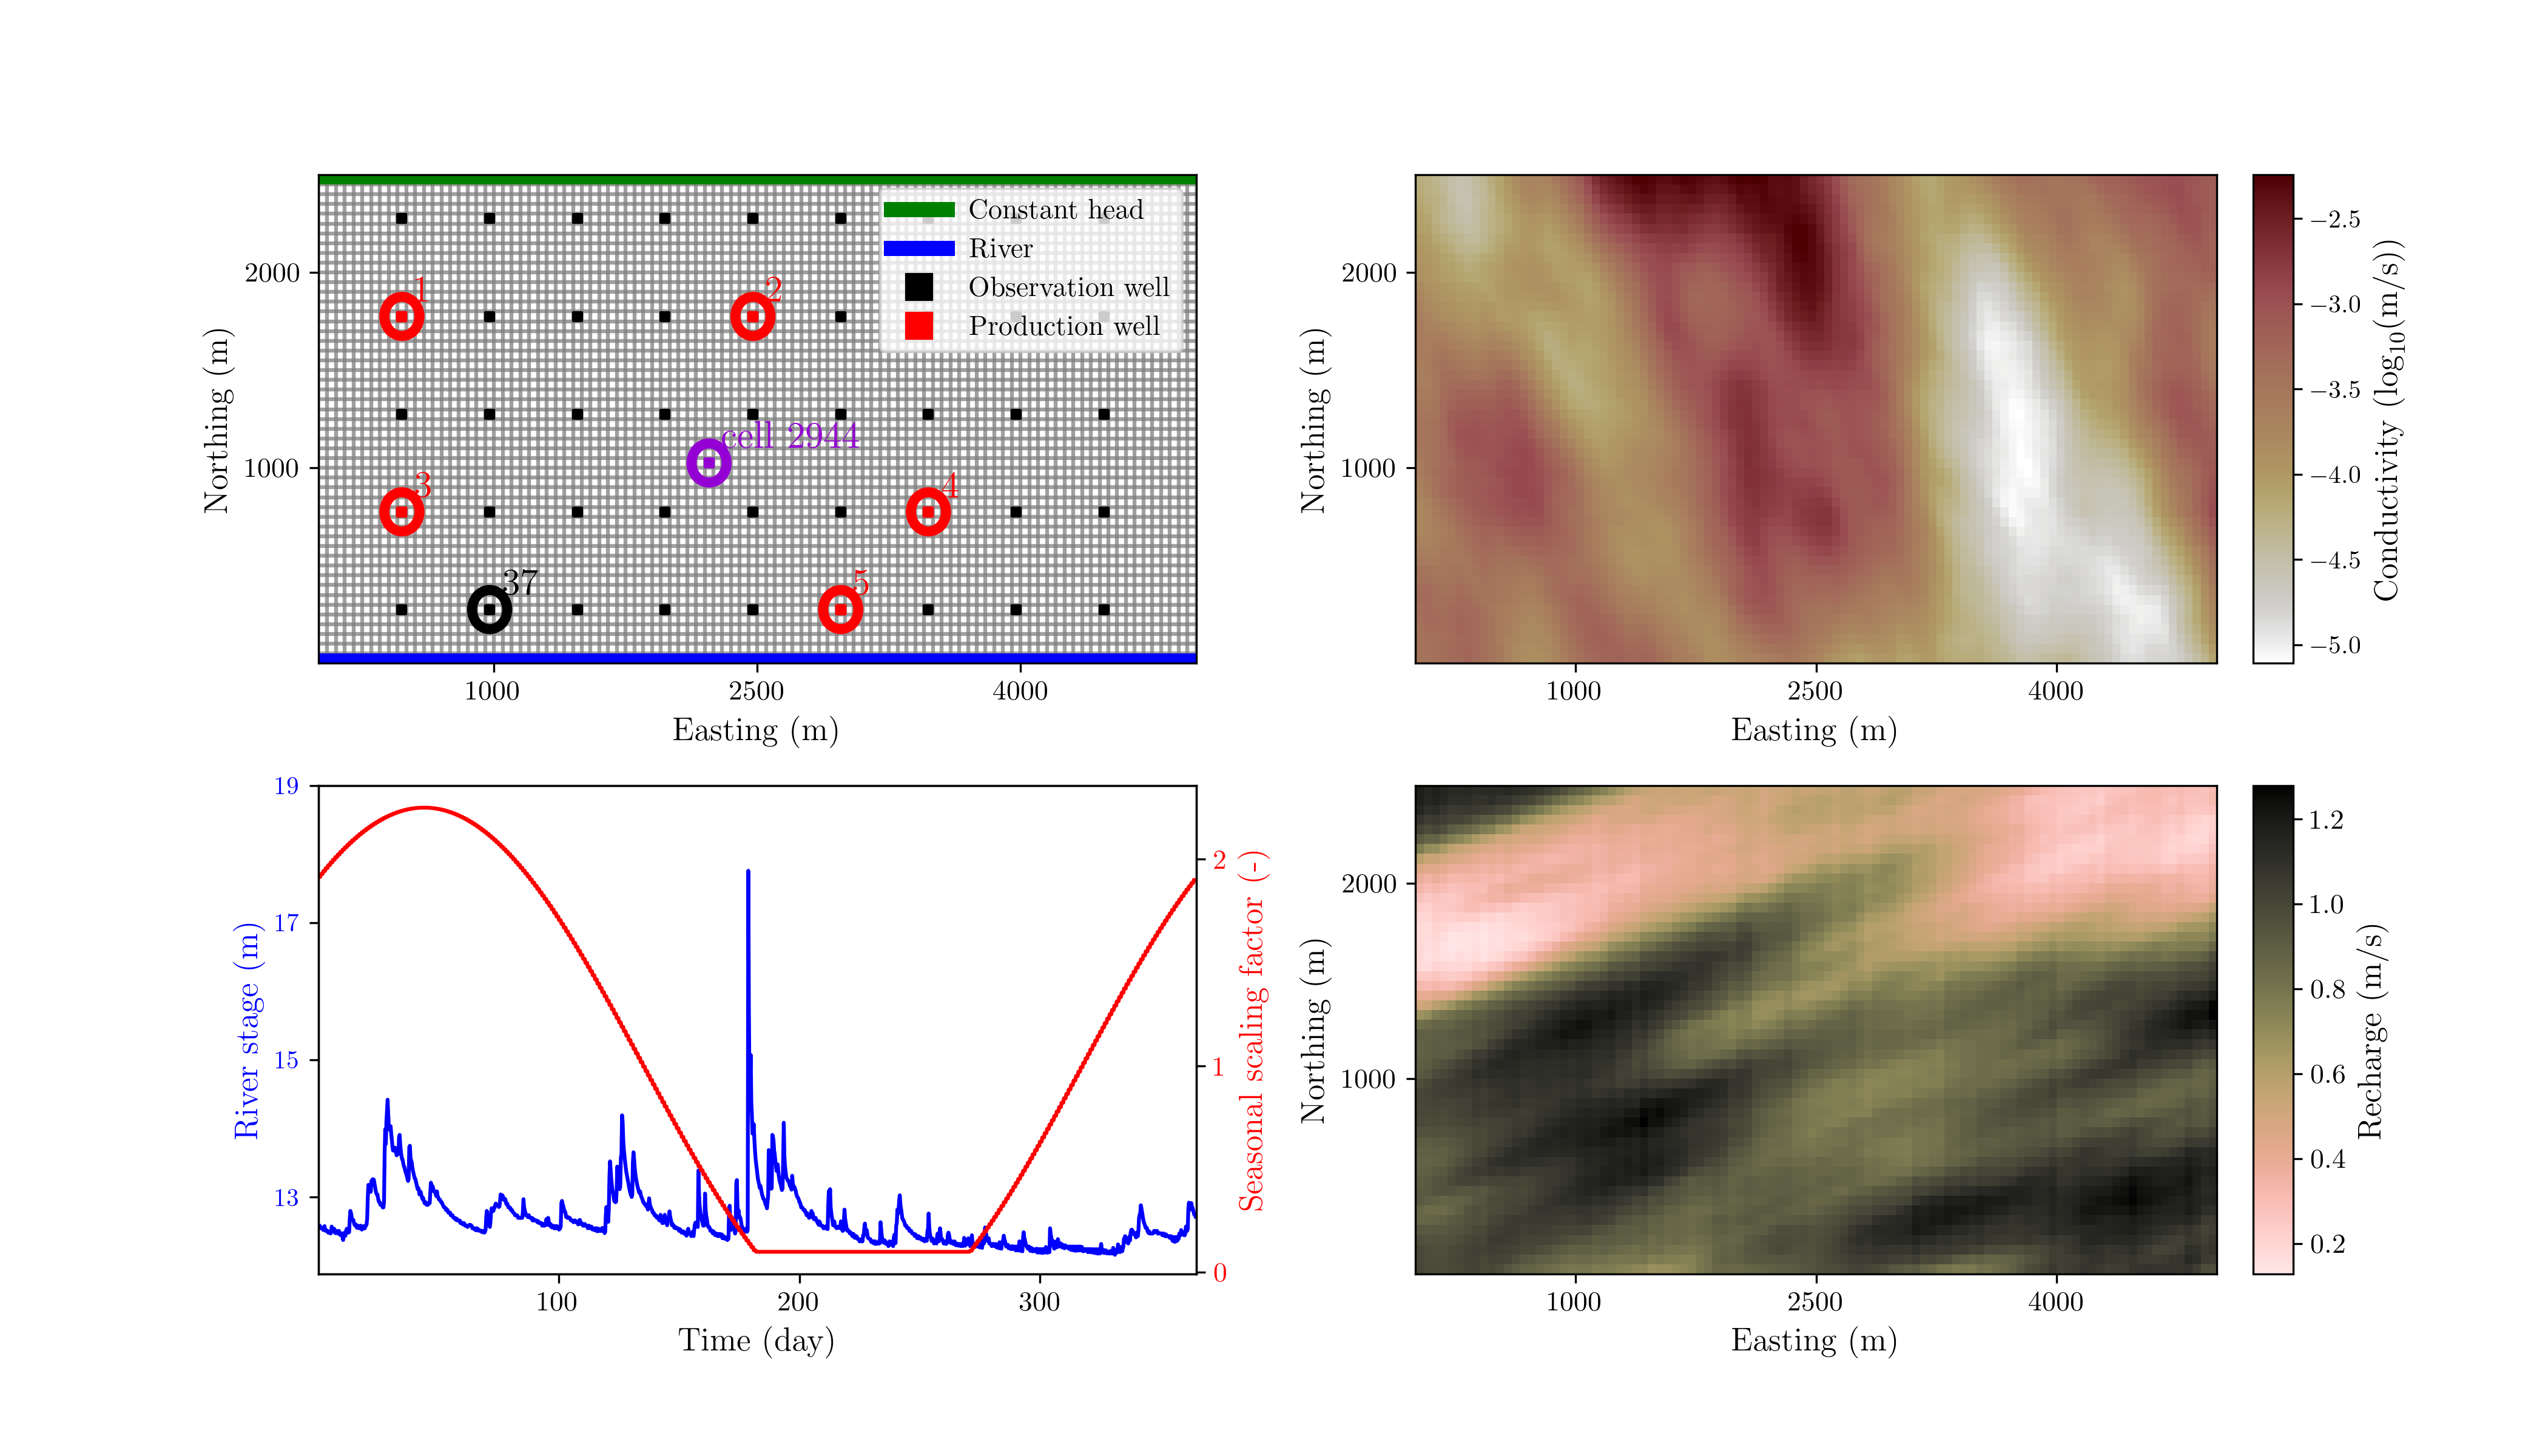 Constant head
River
Observation well
Production well
1
2
cell 2944
3
4
37
5
2000
1000
Northing (m)
1000
2500
4000
Easting (m)
2000
1000
Northing (m)
1000
2500
4000
Easting (m)
−2.5
−3.0
−3.5
−4.0
−4.5
−5.0
Conductivity (log10(m/s))
19
17
15
13
River stage (m)
2
1
0
Seasonal scaling factor (-)
100
200
300
Time (day)
2000
1000
Northing (m)
1000
2500
4000
Easting (m)
1.2
1.0
0.8
0.6
0.4
0.2
Recharge (m/s)